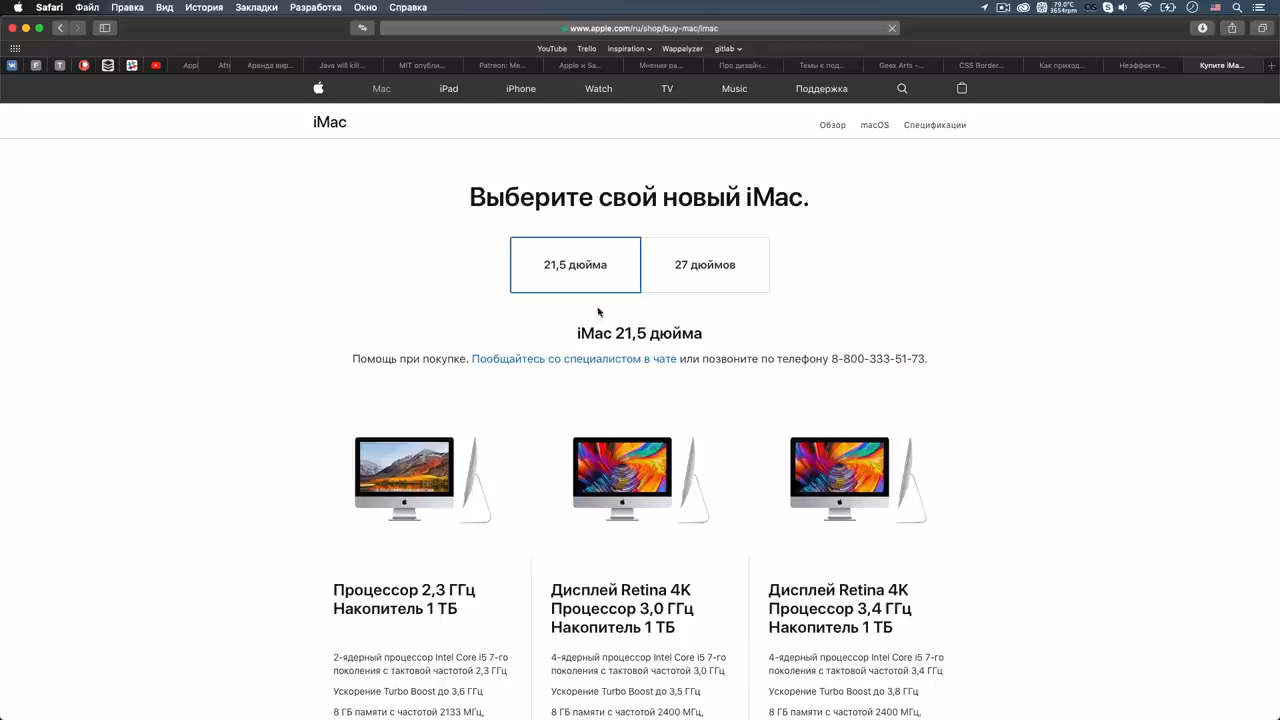 Safari Файл Правка Вид История Закладки Разработка Окно Справка
79.0°C
3654rpm
www.apple.com/ru/shop/buy-mac/imac
YouTube Trello inspiration Wappalyzer gitlab
Аренда вир... Java will kill... MIT опубли... Patreon: Me... Apple и Sa... Мнения ра... Про дизайн... Темы к под... Geex Arts –... CSS Border... Как приход... Неэффекти... Купите iMa...
Mac iPad iPhone Watch TV Music Поддержка
iMac
Обзор macOS Спецификации
Выберите свой новый iMac.
21,5 дюйма 27 дюймов
iMac 21,5 дюйма
Помощь при покупке. Пообщайтесь со специалистом в чате или позвоните по телефону 8-800-333-51-73.
Процессор 2,3 ГГц
Накопитель 1 ТБ
2-ядерный процессор Intel Core i5 7-го
поколения с тактовой частотой 2,3 ГГц
Ускорение Turbo Boost до 3,6 ГГц
8 ГБ памяти с частотой 2133 МГц,
Дисплей Retina 4K
Процессор 3,0 ГГц
Накопитель 1 ТБ
4-ядерный процессор Intel Core i5 7-го
поколения с тактовой частотой 3,0 ГГц
Ускорение Turbo Boost до 3,5 ГГц
8 ГБ памяти с частотой 2400 МГц,
Дисплей Retina 4K
Процессор 3,4 ГГц
Накопитель 1 ТБ
4-ядерный процессор Intel Core i5 7-го
поколения с тактовой частотой 3,4 ГГц
Ускорение Turbo Boost до 3,8 ГГц
8 ГБ памяти с частотой 2400 МГц,